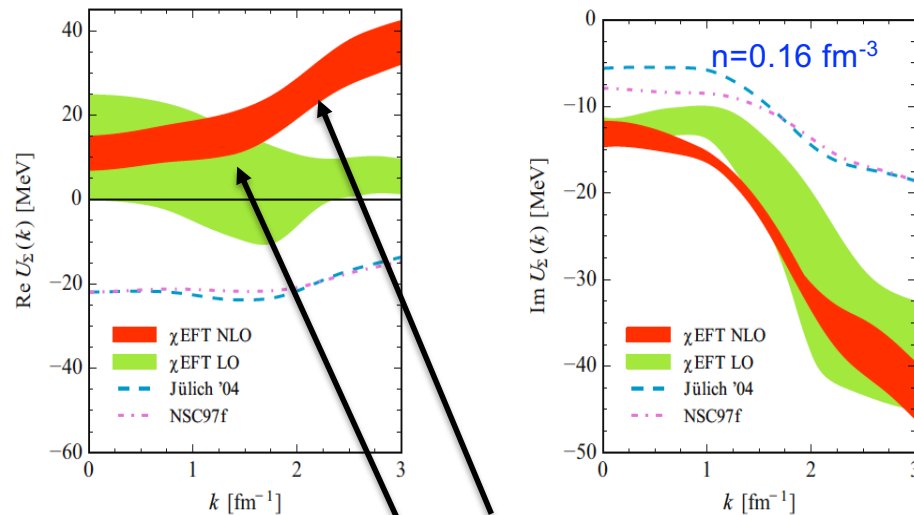 40
20
0
−20
−40
−60
Re U_Σ(k) [MeV]
χEFT NLO
χEFT LO
Jülich '04
NSC97f
0
1
2
3
k [fm⁻¹]
n=0.16 fm⁻³
0
−10
−20
−30
−40
−50
Im U_Σ(k) [MeV]
χEFT NLO
χEFT LO
Jülich '04
NSC97f
0
1
2
3
k [fm⁻¹]